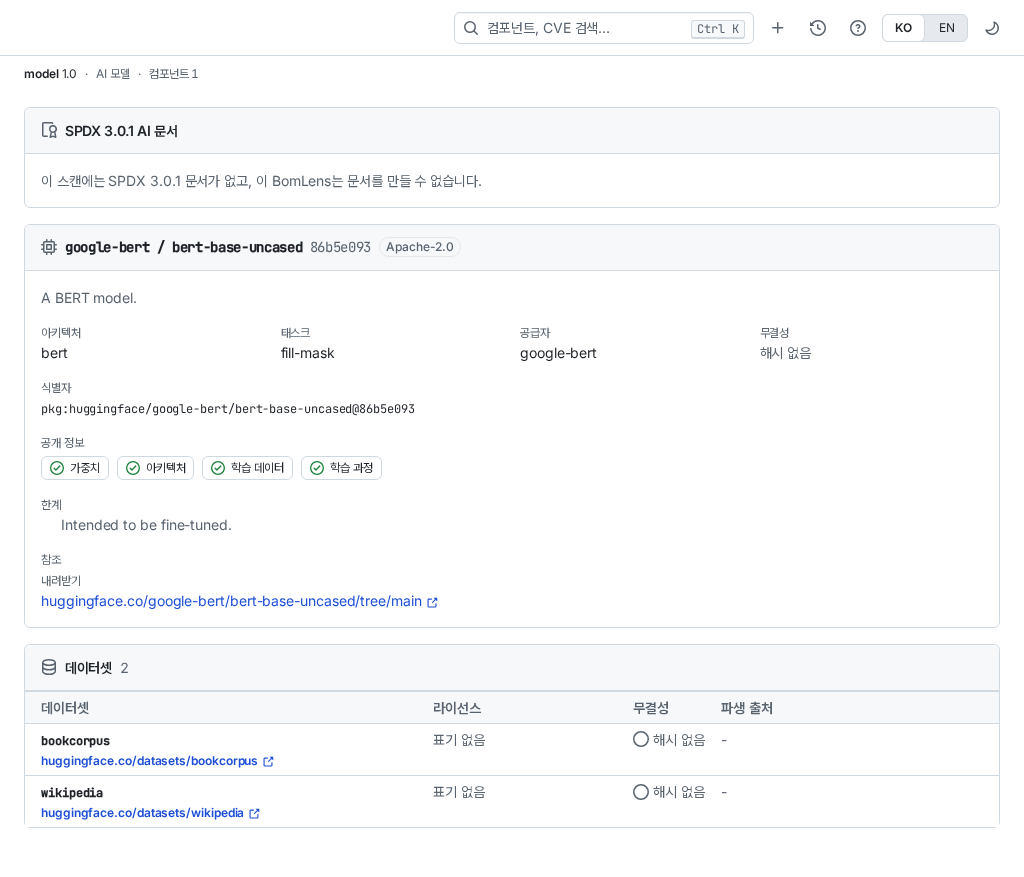 컴포넌트, CVE 검색... Ctrl K KO EN
model 1.0 · AI 모델 · 컴포넌트 1
SPDX 3.0.1 AI 문서
이 스캔에는 SPDX 3.0.1 문서가 없고, 이 BomLens는 문서를 만들 수 없습니다.
google-bert / bert-base-uncased 86b5e093 Apache-2.0
A BERT model.
아키텍처 태스크 공급자 무결성
bert fill-mask google-bert 해시 없음
식별자
pkg:huggingface/google-bert/bert-base-uncased@86b5e093
공개 정보
가중치 아키텍처 학습 데이터 학습 과정
한계
Intended to be fine-tuned.
참조
내려받기
huggingface.co/google-bert/bert-base-uncased/tree/main
데이터셋 2
데이터셋 라이선스 무결성 파생 출처
bookcorpus 표기 없음 해시 없음 -
huggingface.co/datasets/bookcorpus
wikipedia 표기 없음 해시 없음 -
huggingface.co/datasets/wikipedia